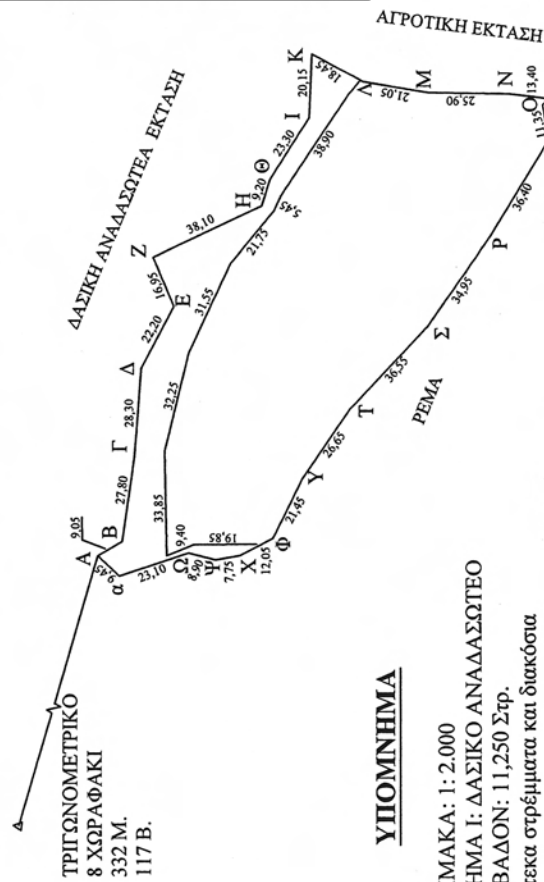 ΑΓΡΟΤΙΚΗ ΕΚΤΑΣΗ
ΔΑΣΙΚΗ ΑΝΑΔΑΣΩΤΕΑ ΕΚΤΑΣΗ
Κ
18,45
20,15
Ι
Λ
21,05
Μ
25,90
Ν
13,40
Ο
11,35
23,30
Θ
9,20
Η
38,90
5,45
38,10
Ζ
21,75
36,40
Ρ
16,95
Ε
31,55
34,95
Σ
22,20
Δ
28,30
32,25
36,55
ΡΕΜΑ
Τ
Γ
27,80
26,65
Υ
33,85
21,45
9,05
Β
Α
9,45
α
23,10
9,40
Ω
8,90
Ψ
7,75
19,85
Χ
12,05
Φ
ΤΡΙΓΩΝΟΜΕΤΡΙΚΟ
8 ΧΩΡΑΦΑΚΙ
332 Μ.
117 Β.
ΥΠΟΜΝΗΜΑ
ΜΑΚΑ: 1: 2.000
ΗΜΑ Ι: ΔΑΣΙΚΟ ΑΝΑΔΑΣΩΤΕΟ
ΒΑΔΟΝ: 11,250 Στρ.
τεκα στρέμματα και διακόσια